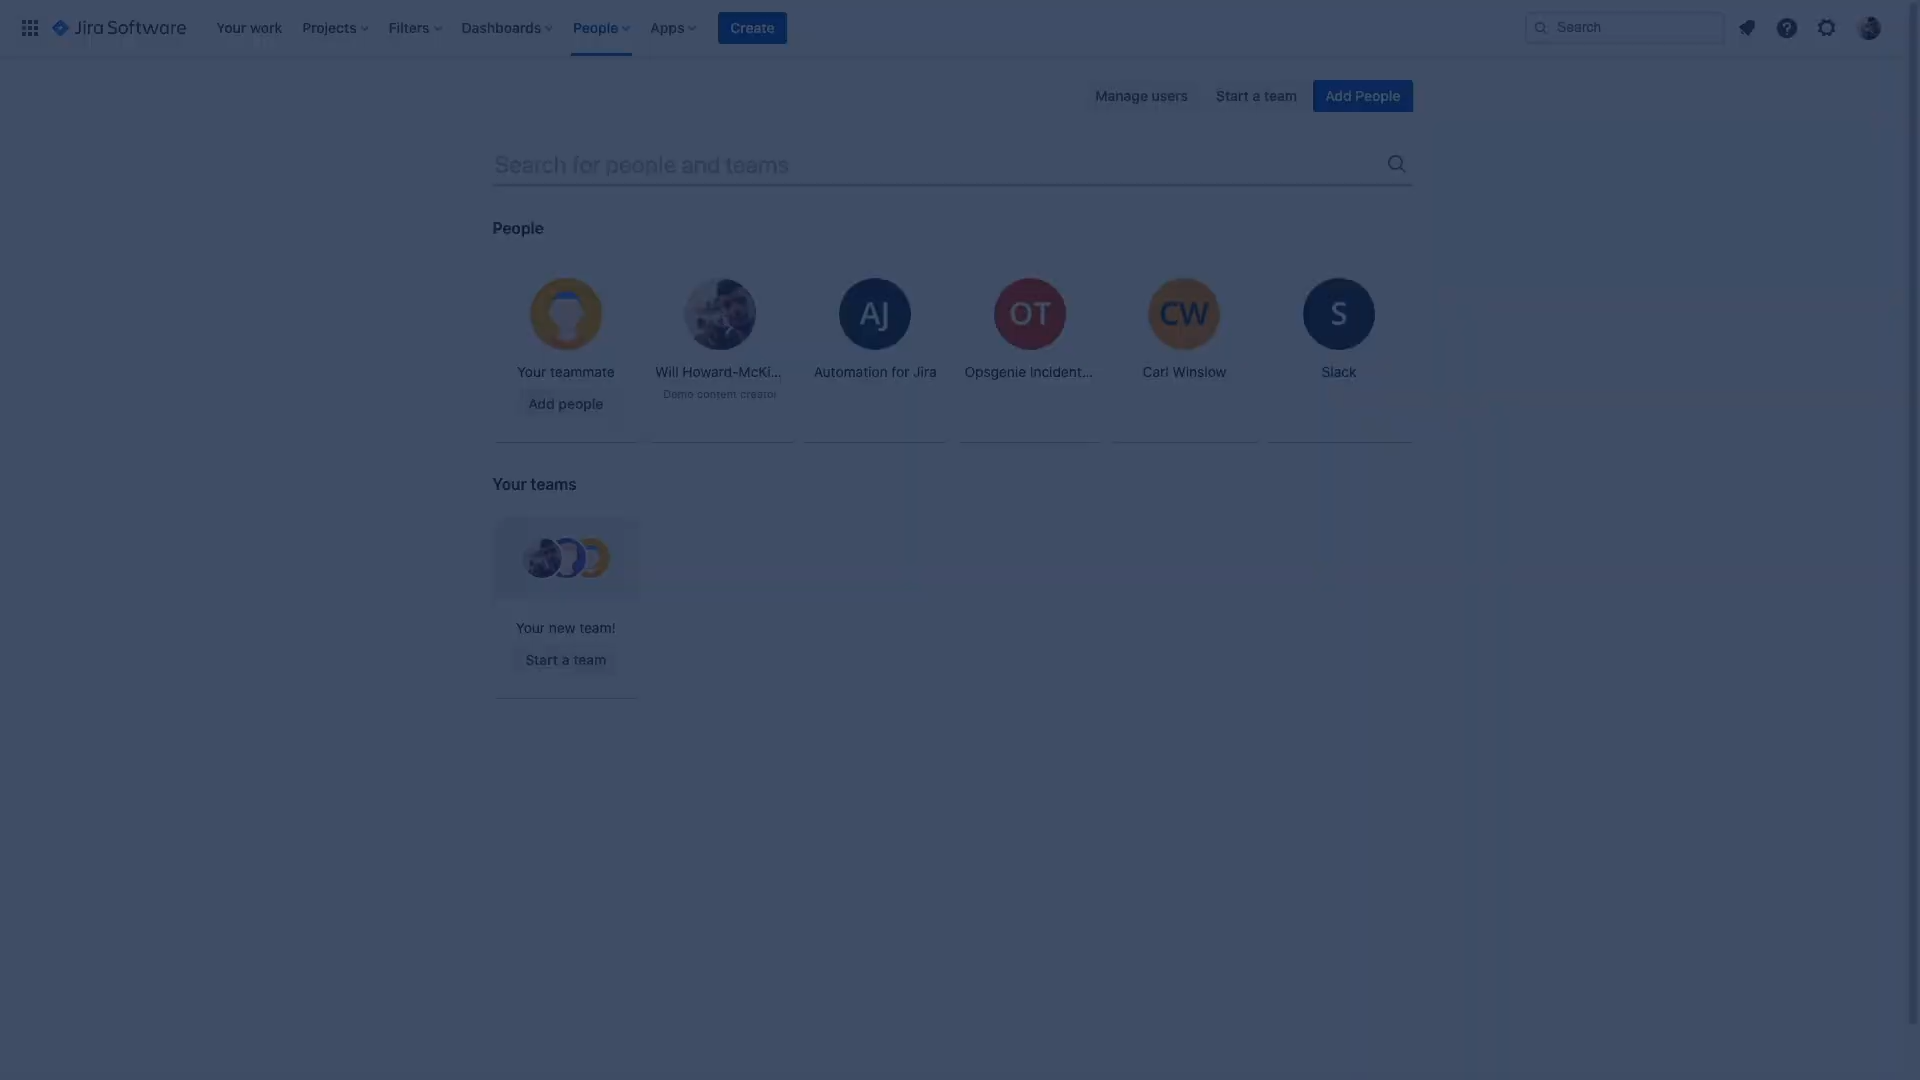 Jira Software Your work Projects Filters Dashboards People Apps Create Search
Manage users Start a team Add People
Search for people and teams
People
AJ OT CW S
Your teammate Will Howard-McKi... Automation for Jira Opsgenie Incident... Carl Winslow Slack
Demo content creator
Add people
Your teams
Your new team!
Start a team